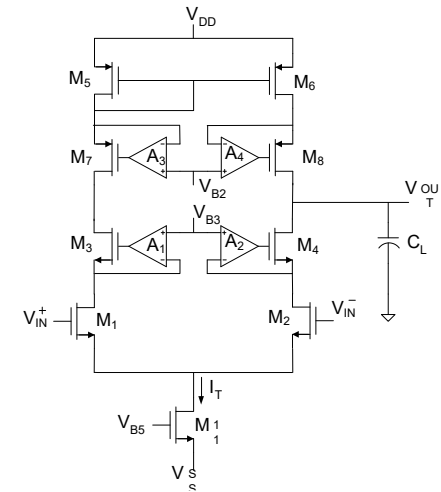 V_DD
M_5
M_6
M_7
A_3
A_4
M_8
V_B2
V_B3
V_OUT
M_3
A_1
A_2
M_4
C_L
V_IN^+
M_1
M_2
V_IN^-
I_T
V_B5
M_11
V_SS